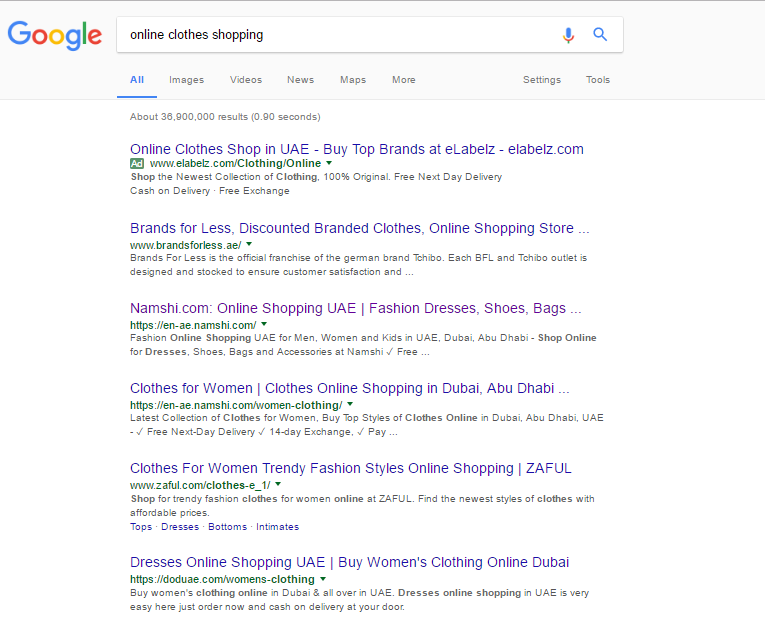 Google
online clothes shopping
All Images Videos News Maps More Settings Tools
About 36,900,000 results (0.90 seconds)
Online Clothes Shop in UAE - Buy Top Brands at eLabelz - elabelz.com
Ad www.elabelz.com/Clothing/Online
Shop the Newest Collection of Clothing, 100% Original. Free Next Day Delivery
Cash on Delivery · Free Exchange
Brands for Less, Discounted Branded Clothes, Online Shopping Store ...
www.brandsforless.ae/
Brands For Less is the official franchise of the german brand Tchibo. Each BFL and Tchibo outlet is
designed and stocked to ensure customer satisfaction and ...
Namshi.com: Online Shopping UAE | Fashion Dresses, Shoes, Bags ...
https://en-ae.namshi.com/
Fashion Online Shopping UAE for Men, Women and Kids in UAE, Dubai, Abu Dhabi - Shop Online
for Dresses, Shoes, Bags and Accessories at Namshi ✓ Free ...
Clothes for Women | Clothes Online Shopping in Dubai, Abu Dhabi ...
https://en-ae.namshi.com/women-clothing/
Latest Collection of Clothes for Women, Buy Top Styles of Clothes Online in Dubai, Abu Dhabi, UAE
- ✓ Free Next-Day Delivery ✓ 14-day Exchange, ✓ Pay ...
Clothes For Women Trendy Fashion Styles Online Shopping | ZAFUL
www.zaful.com/clothes-e_1/
Shop for trendy fashion clothes for women online at ZAFUL. Find the newest styles of clothes with
affordable prices.
Tops · Dresses · Bottoms · Intimates
Dresses Online Shopping UAE | Buy Women's Clothing Online Dubai
https://doduae.com/womens-clothing
Buy women's clothing online in Dubai & all over in UAE. Dresses online shopping in UAE is very
easy here just order now and cash on delivery at your door.